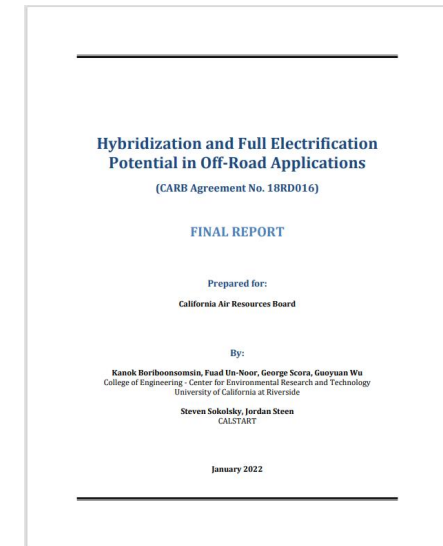 Hybridization and Full Electrification
Potential in Off-Road Applications
(CARB Agreement No. 18RD016)
FINAL REPORT
Prepared for:
California Air Resources Board
By:
Kanok Boriboonsomsin, Fuad Un-Noor, George Scora, Guoyuan Wu
College of Engineering - Center for Environmental Research and Technology
University of California at Riverside
Steven Sokolsky, Jordan Steen
CALSTART
January 2022